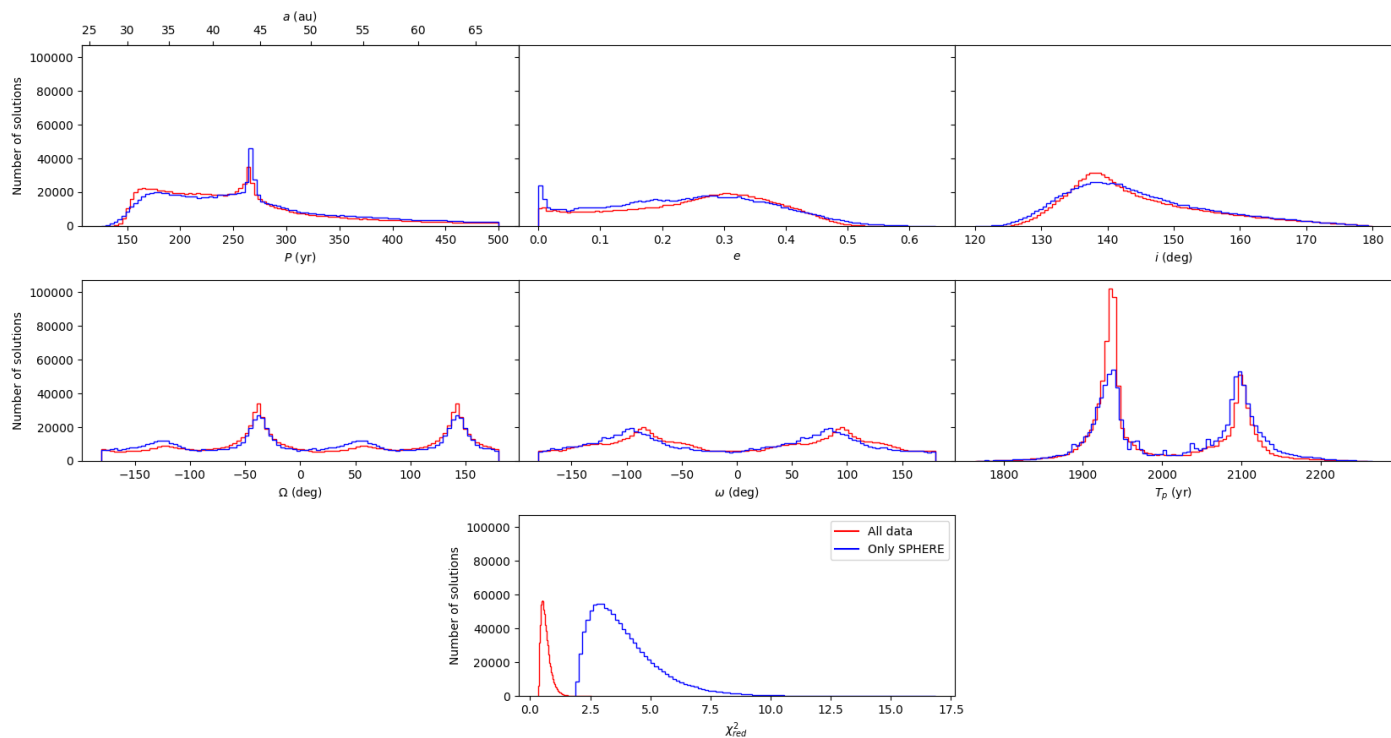 a (au)
25 30 35 40 45 50 55 60 65
100000
80000
60000
40000
20000
0
Number of solutions
150 200 250 300 350 400 450 500
P (yr)
0.0 0.1 0.2 0.3 0.4 0.5 0.6
e
120 130 140 150 160 170 180
i (deg)
100000
80000
60000
40000
20000
0
Number of solutions
−150 −100 −50 0 50 100 150
Ω (deg)
−150 −100 −50 0 50 100 150
ω (deg)
1800 1900 2000 2100 2200
T_p (yr)
100000
80000
60000
40000
20000
0
Number of solutions
All data
Only SPHERE
0.0 2.5 5.0 7.5 10.0 12.5 15.0 17.5
χ²_red